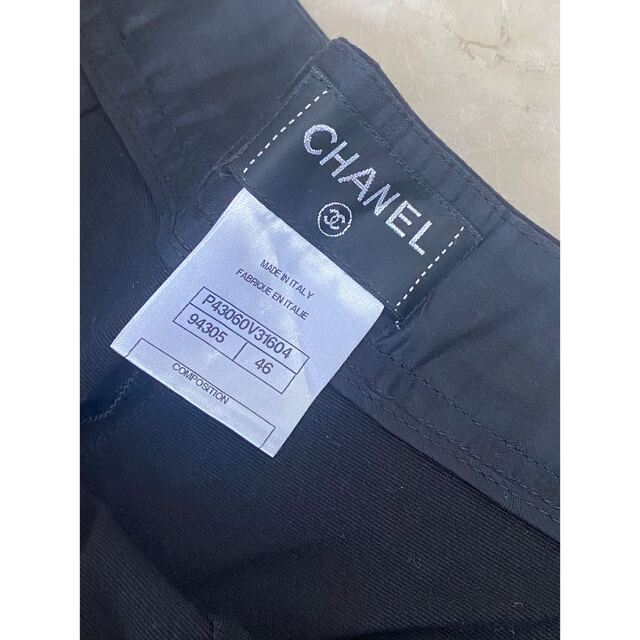 CHANEL
MADE IN ITALY
FABRIQUE EN ITALIE
P43060V31604
94305 46
COMPOSITION